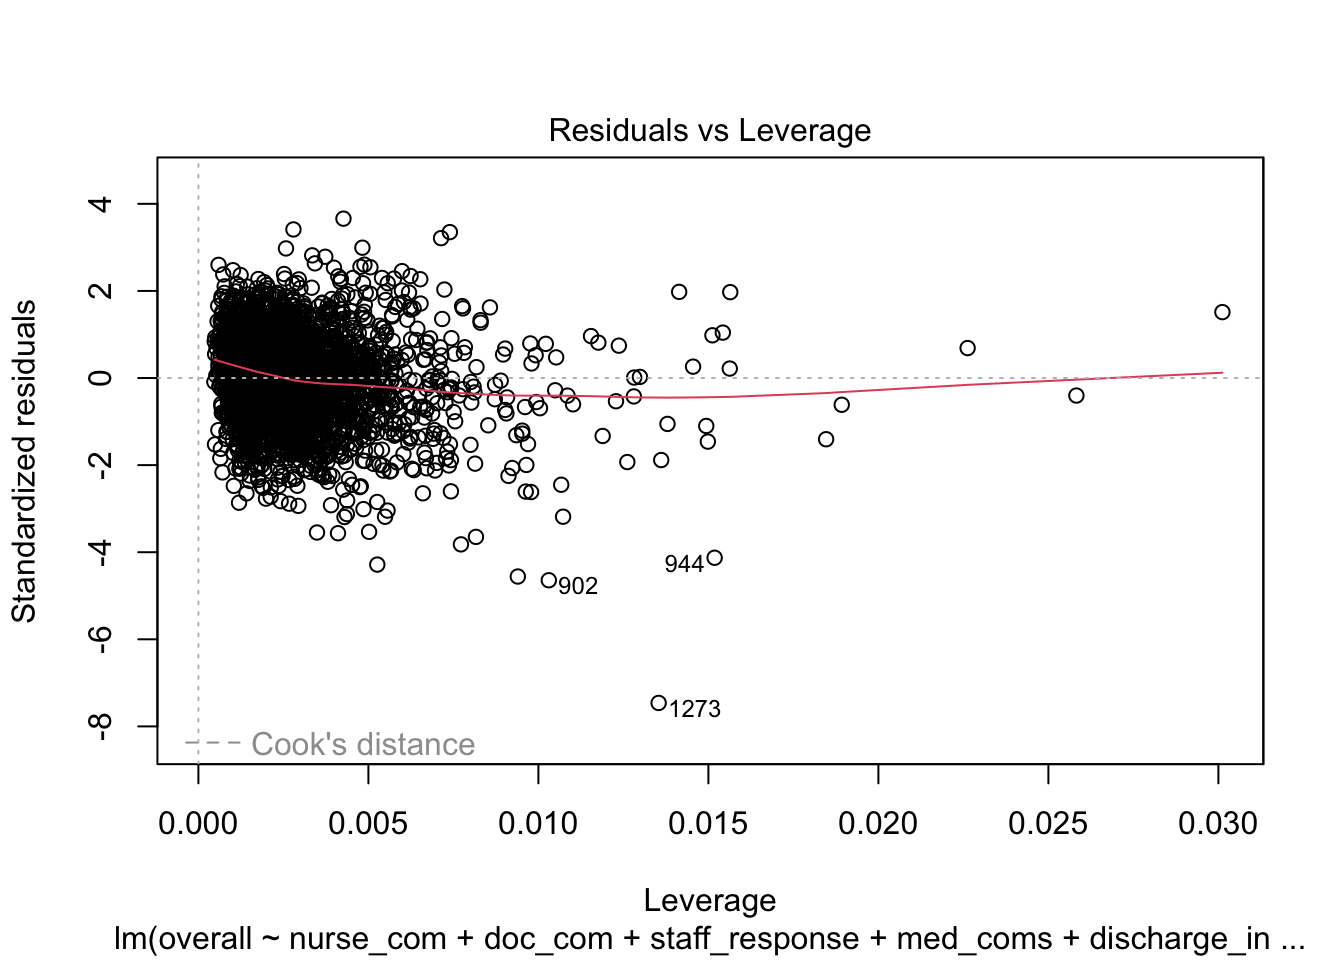 Residuals vs Leverage
Standardized residuals
4
2
0
-2
-4
-6
-8
944
902
1273
Cook's distance
0.000 0.005 0.010 0.015 0.020 0.025 0.030
Leverage
lm(overall ~ nurse_com + doc_com + staff_response + med_coms + discharge_in ...